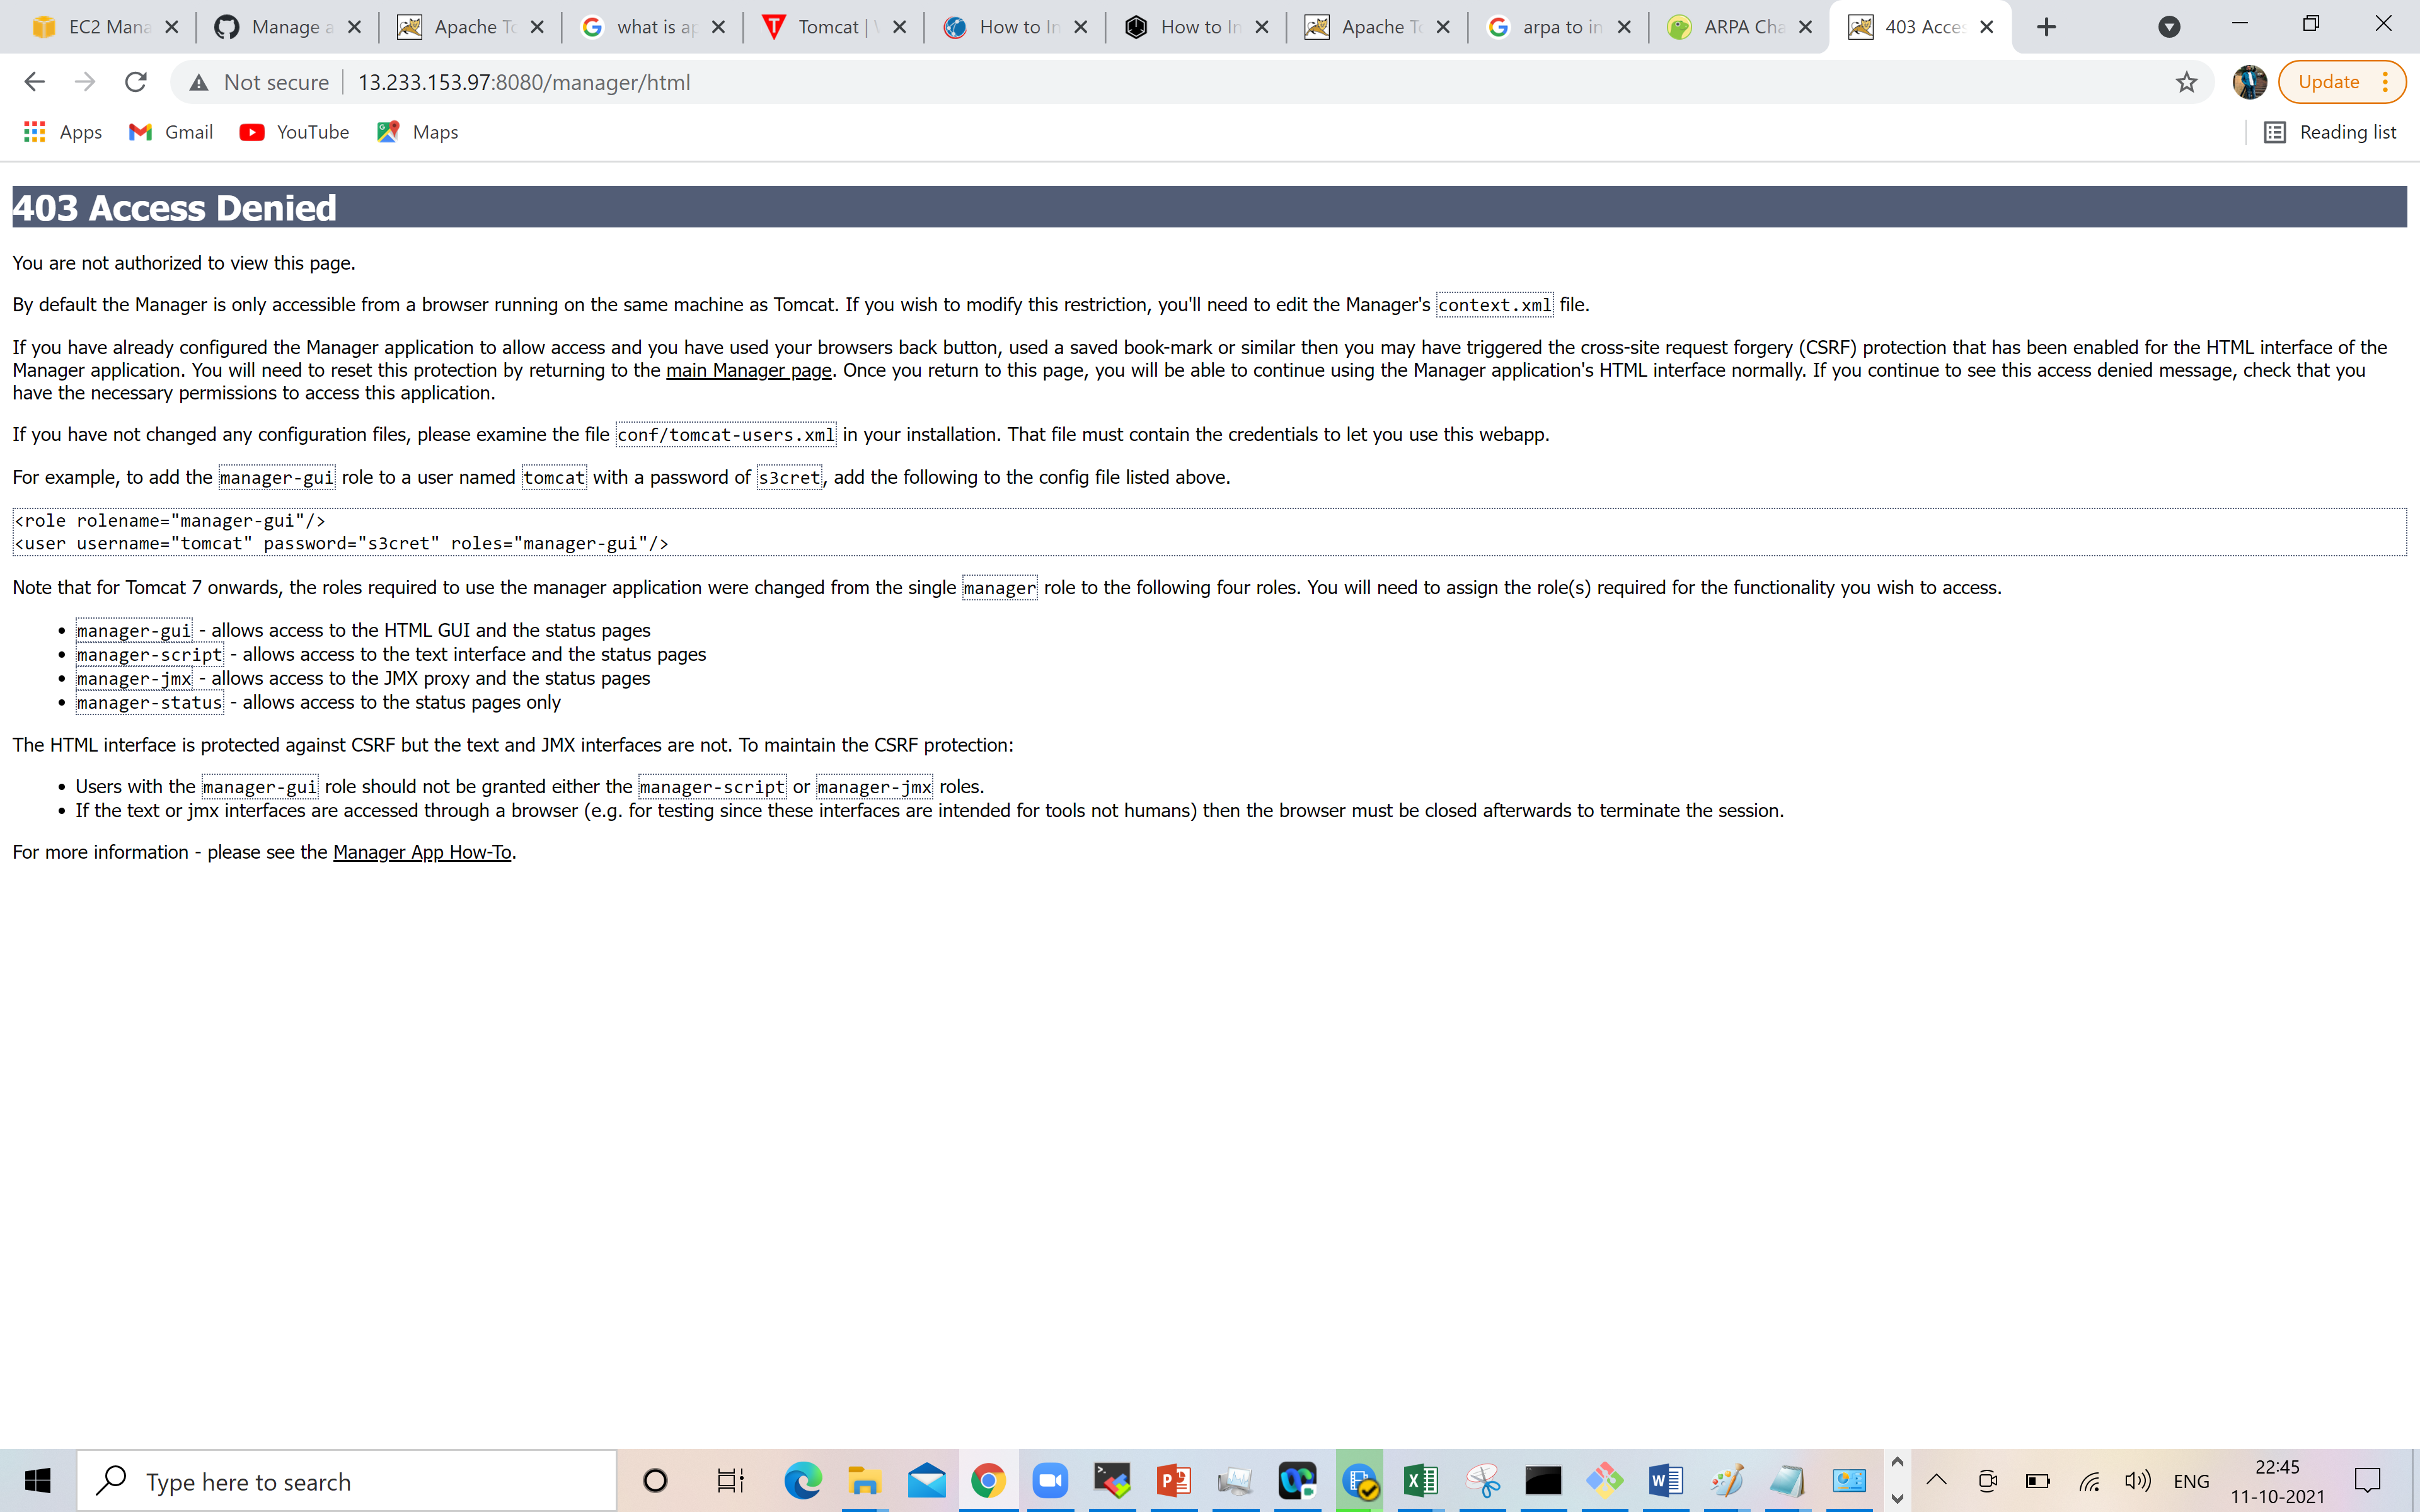 EC2 Mana
Manage a
Apache To
what is ap
Tomcat |
How to In
How to In
Apache To
arpa to in
ARPA Cha
403 Acces
Not secure
13.233.153.97:8080/manager/html
Update
Apps
Gmail
YouTube
Maps
Reading list
403 Access Denied
You are not authorized to view this page.
By default the Manager is only accessible from a browser running on the same machine as Tomcat. If you wish to modify this restriction, you'll need to edit the Manager's context.xml file.
If you have already configured the Manager application to allow access and you have used your browsers back button, used a saved book-mark or similar then you may have triggered the cross-site request forgery (CSRF) protection that has been enabled for the HTML interface of the
Manager application. You will need to reset this protection by returning to the main Manager page. Once you return to this page, you will be able to continue using the Manager application's HTML interface normally. If you continue to see this access denied message, check that you
have the necessary permissions to access this application.
If you have not changed any configuration files, please examine the file conf/tomcat-users.xml in your installation. That file must contain the credentials to let you use this webapp.
For example, to add the manager-gui role to a user named tomcat with a password of s3cret, add the following to the config file listed above.
<role rolename="manager-gui"/>
<user username="tomcat" password="s3cret" roles="manager-gui"/>
Note that for Tomcat 7 onwards, the roles required to use the manager application were changed from the single manager role to the following four roles. You will need to assign the role(s) required for the functionality you wish to access.
• manager-gui - allows access to the HTML GUI and the status pages
• manager-script - allows access to the text interface and the status pages
• manager-jmx - allows access to the JMX proxy and the status pages
• manager-status - allows access to the status pages only
The HTML interface is protected against CSRF but the text and JMX interfaces are not. To maintain the CSRF protection:
• Users with the manager-gui role should not be granted either the manager-script or manager-jmx roles.
• If the text or jmx interfaces are accessed through a browser (e.g. for testing since these interfaces are intended for tools not humans) then the browser must be closed afterwards to terminate the session.
For more information - please see the Manager App How-To.
Type here to search
ENG
22:45
11-10-2021